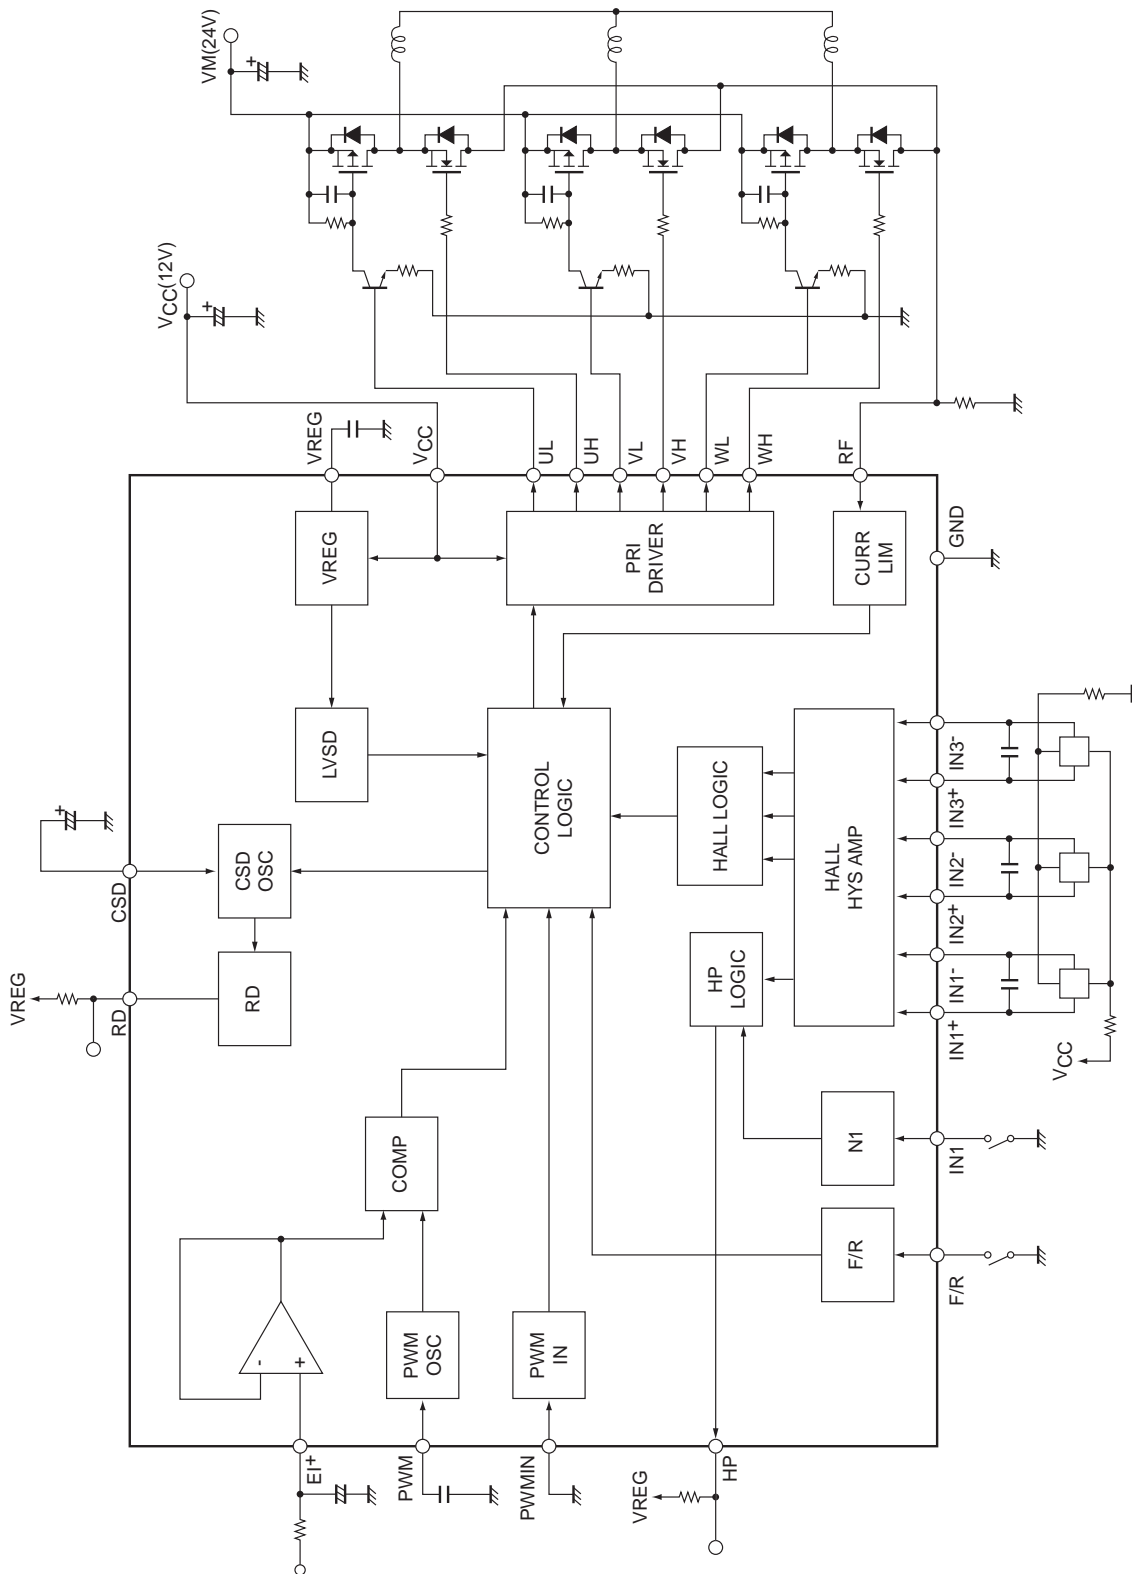 VM(24V)
+
VCC(12V)
+
VREG
VCC
UL
UH
VL
VH
WL
WH
RF
VREG
PRI
DRIVER
CURR
LIM
GND
LVSD
CONTROL
LOGIC
HALL LOGIC
HALL
HYS AMP
IN3-
IN3+
IN2-
IN2+
IN1-
IN1+
VCC
+
CSD
CSD
OSC
VREG
RD
RD
HP
LOGIC
COMP
N1
IN1
F/R
F/R
-
+
PWM
OSC
PWM
IN
EI+
PWM
PWMIN
VREG
HP